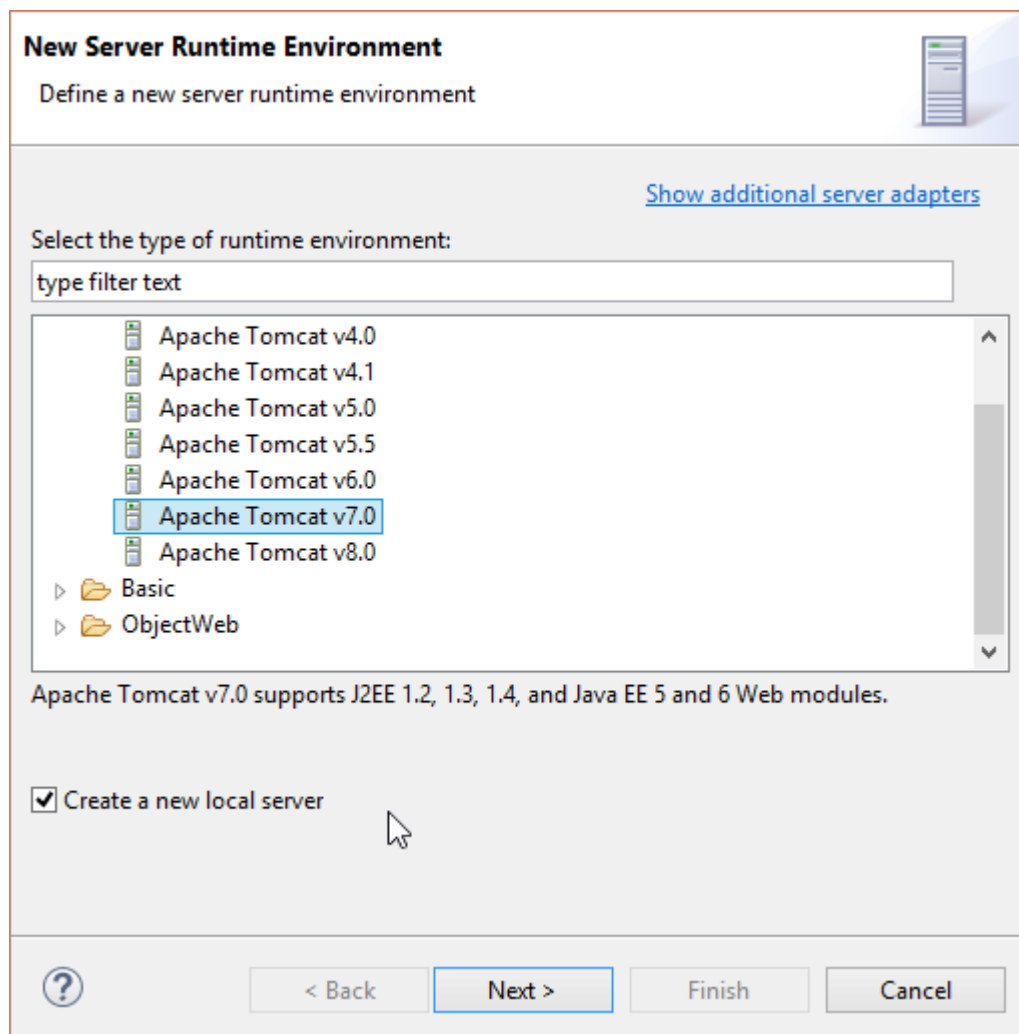 New Server Runtime Environment
Define a new server runtime environment
Show additional server adapters
Select the type of runtime environment:
type filter text
Apache Tomcat v4.0
Apache Tomcat v4.1
Apache Tomcat v5.0
Apache Tomcat v5.5
Apache Tomcat v6.0
Apache Tomcat v7.0
Apache Tomcat v8.0
Basic
ObjectWeb
Apache Tomcat v7.0 supports J2EE 1.2, 1.3, 1.4, and Java EE 5 and 6 Web modules.
Create a new local server
? < Back Next > Finish Cancel